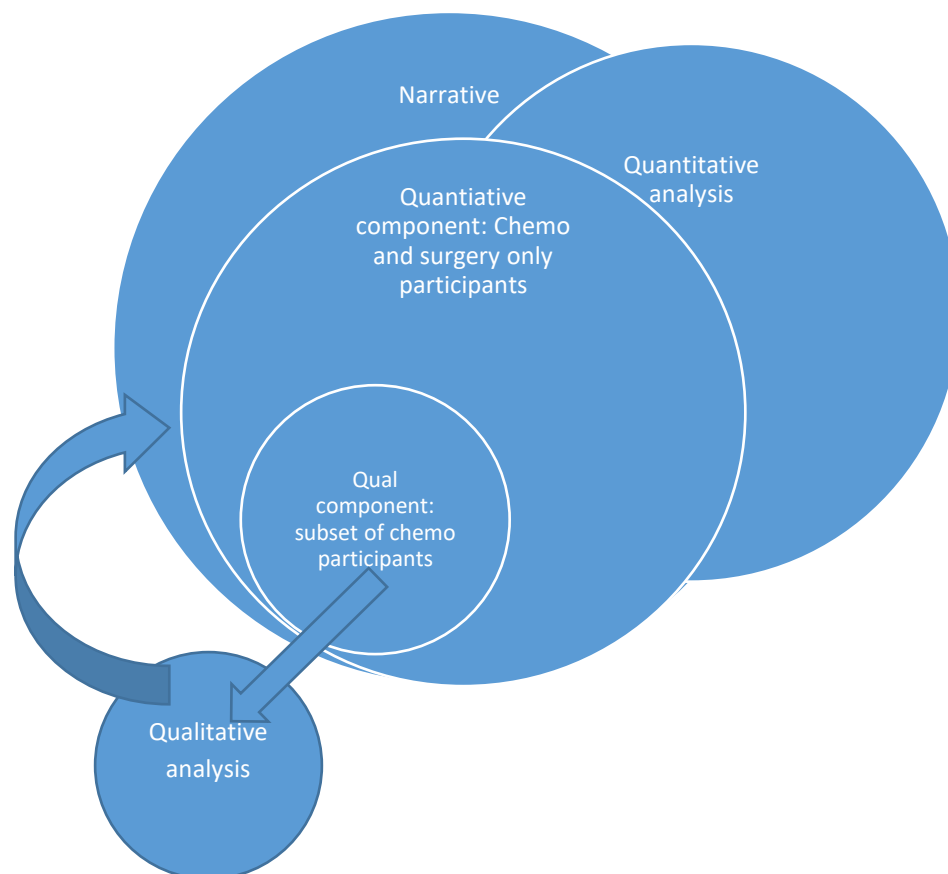 Narrative
Quantitative
analysis
Quantiative
component: Chemo
and surgery only
participants
Qual
component:
subset of chemo
participants
Qualitative
analysis